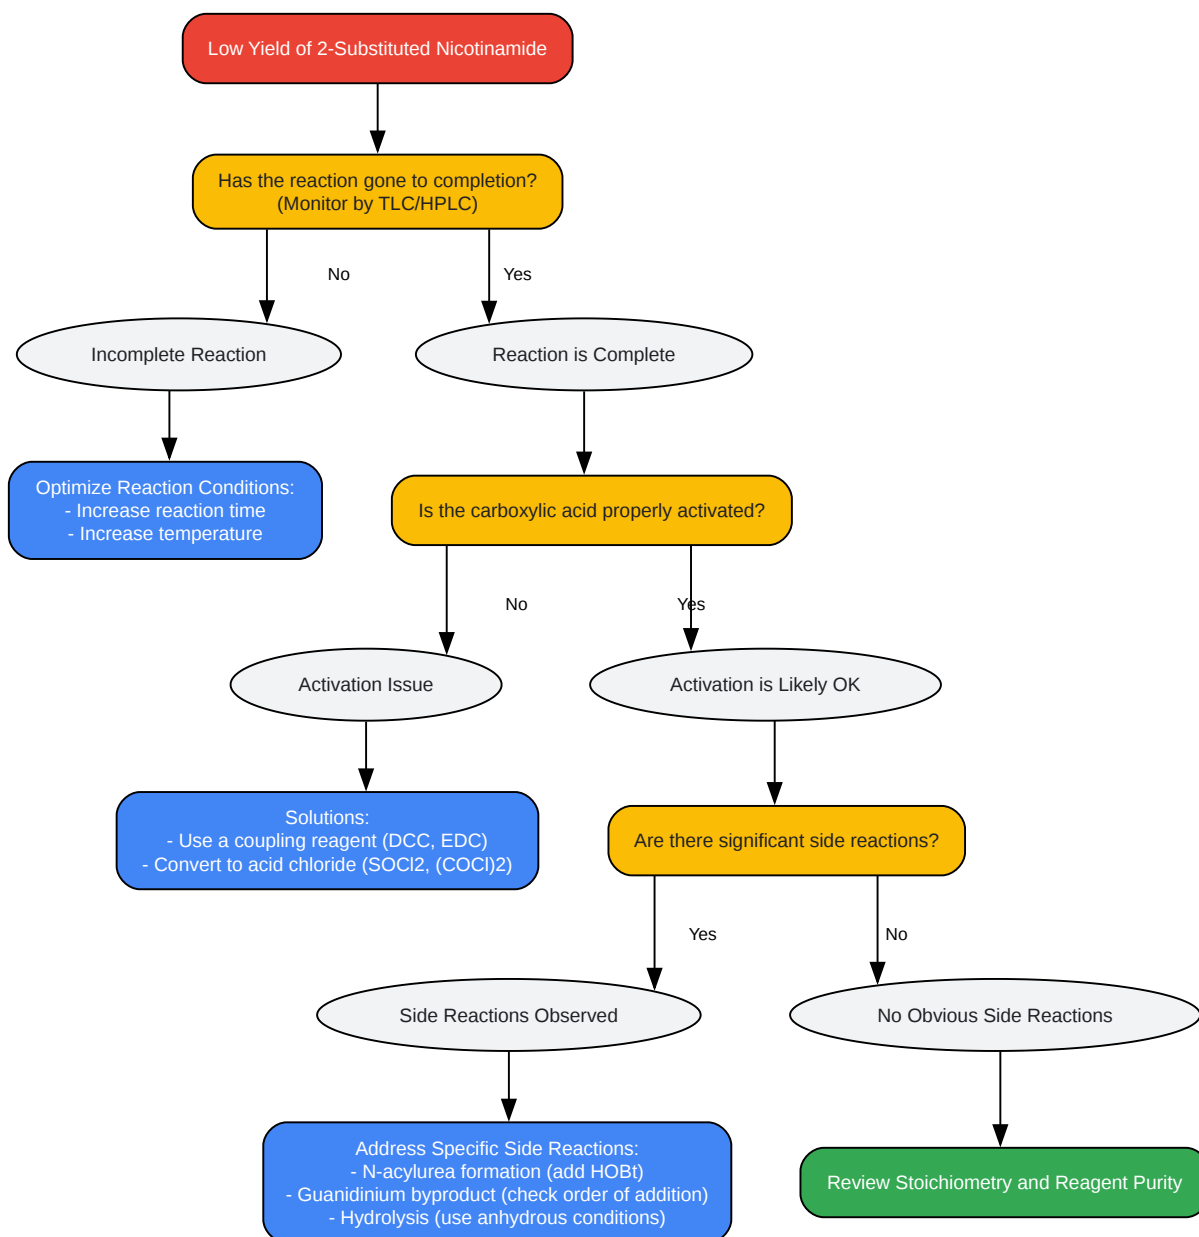 Low Yield of 2-Substituted Nicotinamide
Has the reaction gone to completion?
(Monitor by TLC/HPLC)
No
Yes
Incomplete Reaction
Reaction is Complete
Optimize Reaction Conditions:
- Increase reaction time
- Increase temperature
Is the carboxylic acid properly activated?
No
Yes
Activation Issue
Activation is Likely OK
Solutions:
- Use a coupling reagent (DCC, EDC)
- Convert to acid chloride (SOCl2, (COCl)2)
Are there significant side reactions?
Yes
No
Side Reactions Observed
No Obvious Side Reactions
Address Specific Side Reactions:
- N-acylurea formation (add HOBt)
- Guanidinium byproduct (check order of addition)
- Hydrolysis (use anhydrous conditions)
Review Stoichiometry and Reagent Purity